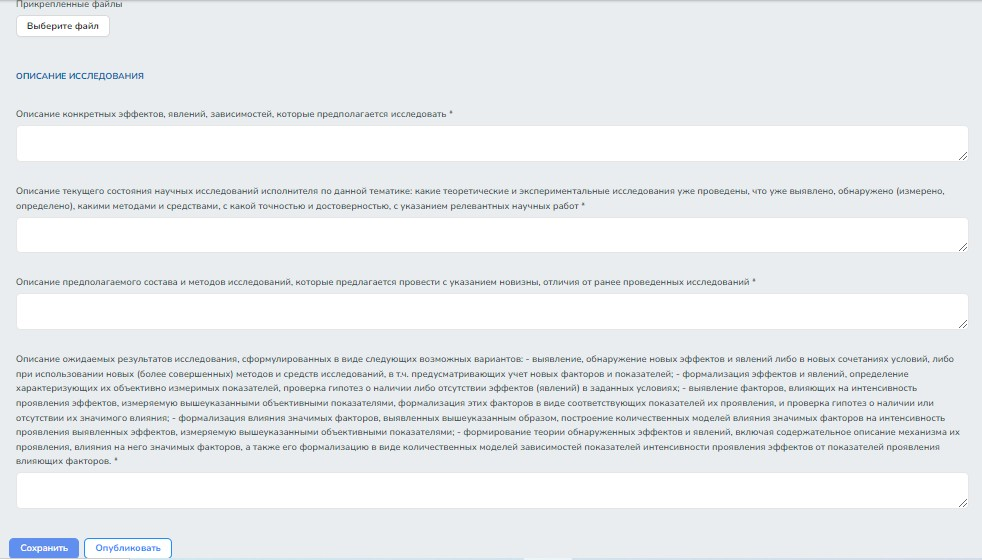 Прикрепленные файлы
Выберите файл
ОПИСАНИЕ ИССЛЕДОВАНИЯ
Описание конкретных эффектов, явлений, зависимостей, которые предполагается исследовать *
Описание текущего состояния научных исследований исполнителя по данной тематике: какие теоретические и экспериментальные исследования уже проведены, что уже выявлено, обнаружено (измерено,
определено), какими методами и средствами, с какой точностью и достоверностью, с указанием релевантных научных работ *
Описание предполагаемого состава и методов исследований, которые предлагается провести с указанием новизны, отличия от ранее проведенных исследований *
Описание ожидаемых результатов исследования, сформулированных в виде следующих возможных вариантов: - выявление, обнаружение новых эффектов и явлений либо в новых сочетаниях условий, либо
при использовании новых (более совершенных) методов и средств исследований, в т.ч. предусматривающих учет новых факторов и показателей; - формализация эффектов и явлений, определение
характеризующих их объективно измеримых показателей, проверка гипотез о наличии либо отсутствии эффектов (явлений) в заданных условиях; - выявление факторов, влияющих на интенсивность
проявления эффектов, измеряемую вышеуказанными объективными показателями, формализация этих факторов в виде соответствующих показателей их проявления, и проверка гипотез о наличии или
отсутствии их значимого влияния; - формализация влияния значимых факторов, выявленных вышеуказанным образом, построение количественных моделей влияния значимых факторов на интенсивность
проявления выявленных эффектов, измеряемую вышеуказанными объективными показателями; - формирование теории обнаруженных эффектов и явлений, включая содержательное описание механизма их
проявления, влияния на него значимых факторов, а также его формализацию в виде количественных моделей зависимостей показателей интенсивности проявления эффектов от показателей проявления
влияющих факторов. *
Сохранить
Опубликовать